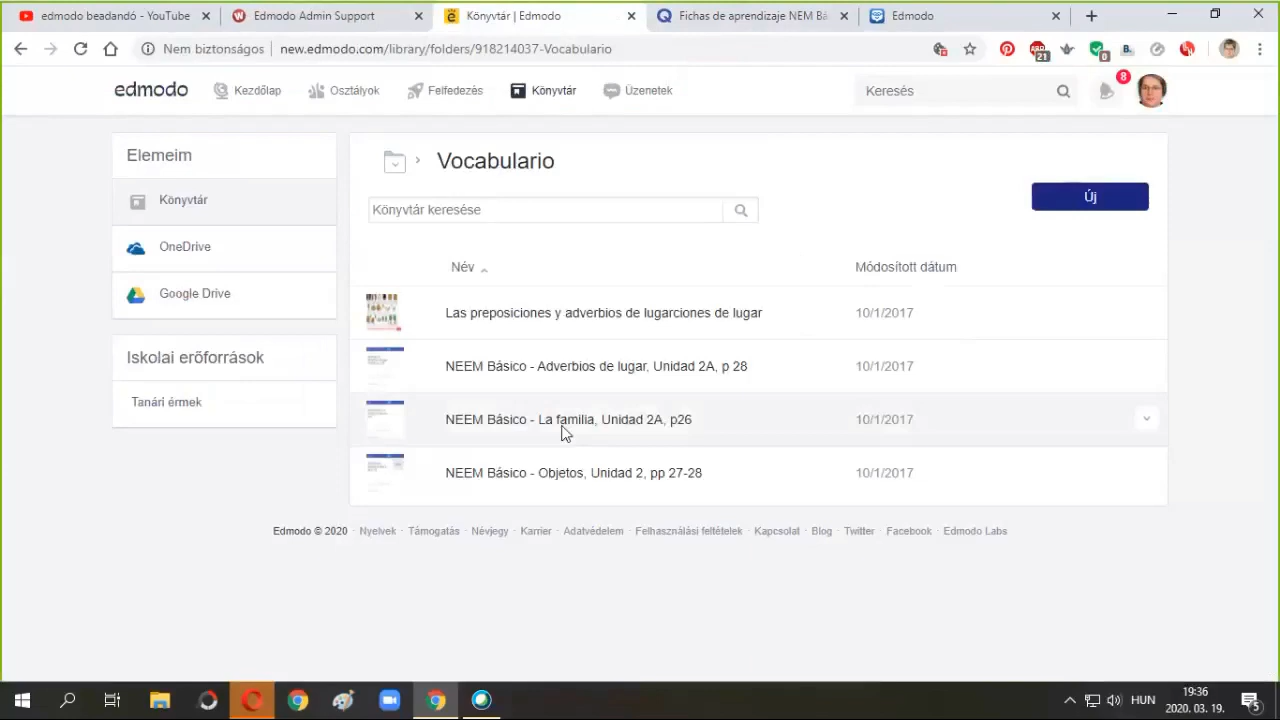 edmodo beadandó - YouTube
Edmodo Admin Support
Könyvtár | Edmodo
Fichas de aprendizaje NEM Bá
Edmodo
Nem biztonságos
new.edmodo.com/library/folders/918214037-Vocabulario
21
0
edmodo
Kezdőlap
Osztályok
Felfedezés
Könyvtár
Üzenetek
Keresés
8
Elemeim
Könyvtár
OneDrive
Google Drive
Iskolai erőforrások
Tanári érmek
Vocabulario
Könyvtár keresése
Új
Név
Módosított dátum
Las preposiciones y adverbios de lugarciones de lugar
10/1/2017
NEEM Básico - Adverbios de lugar. Unidad 2A, p 28
10/1/2017
NEEM Básico - La familia, Unidad 2A, p26
10/1/2017
NEEM Básico - Objetos, Unidad 2, pp 27-28
10/1/2017
Edmodo © 2020 · Nyelvek · Támogatás · Névjegy · Karrier · Adatvédelem · Felhasználási feltételek · Kapcsolat · Blog · Twitter · Facebook · Edmodo Labs
HUN
19:36
2020. 03. 19.
5